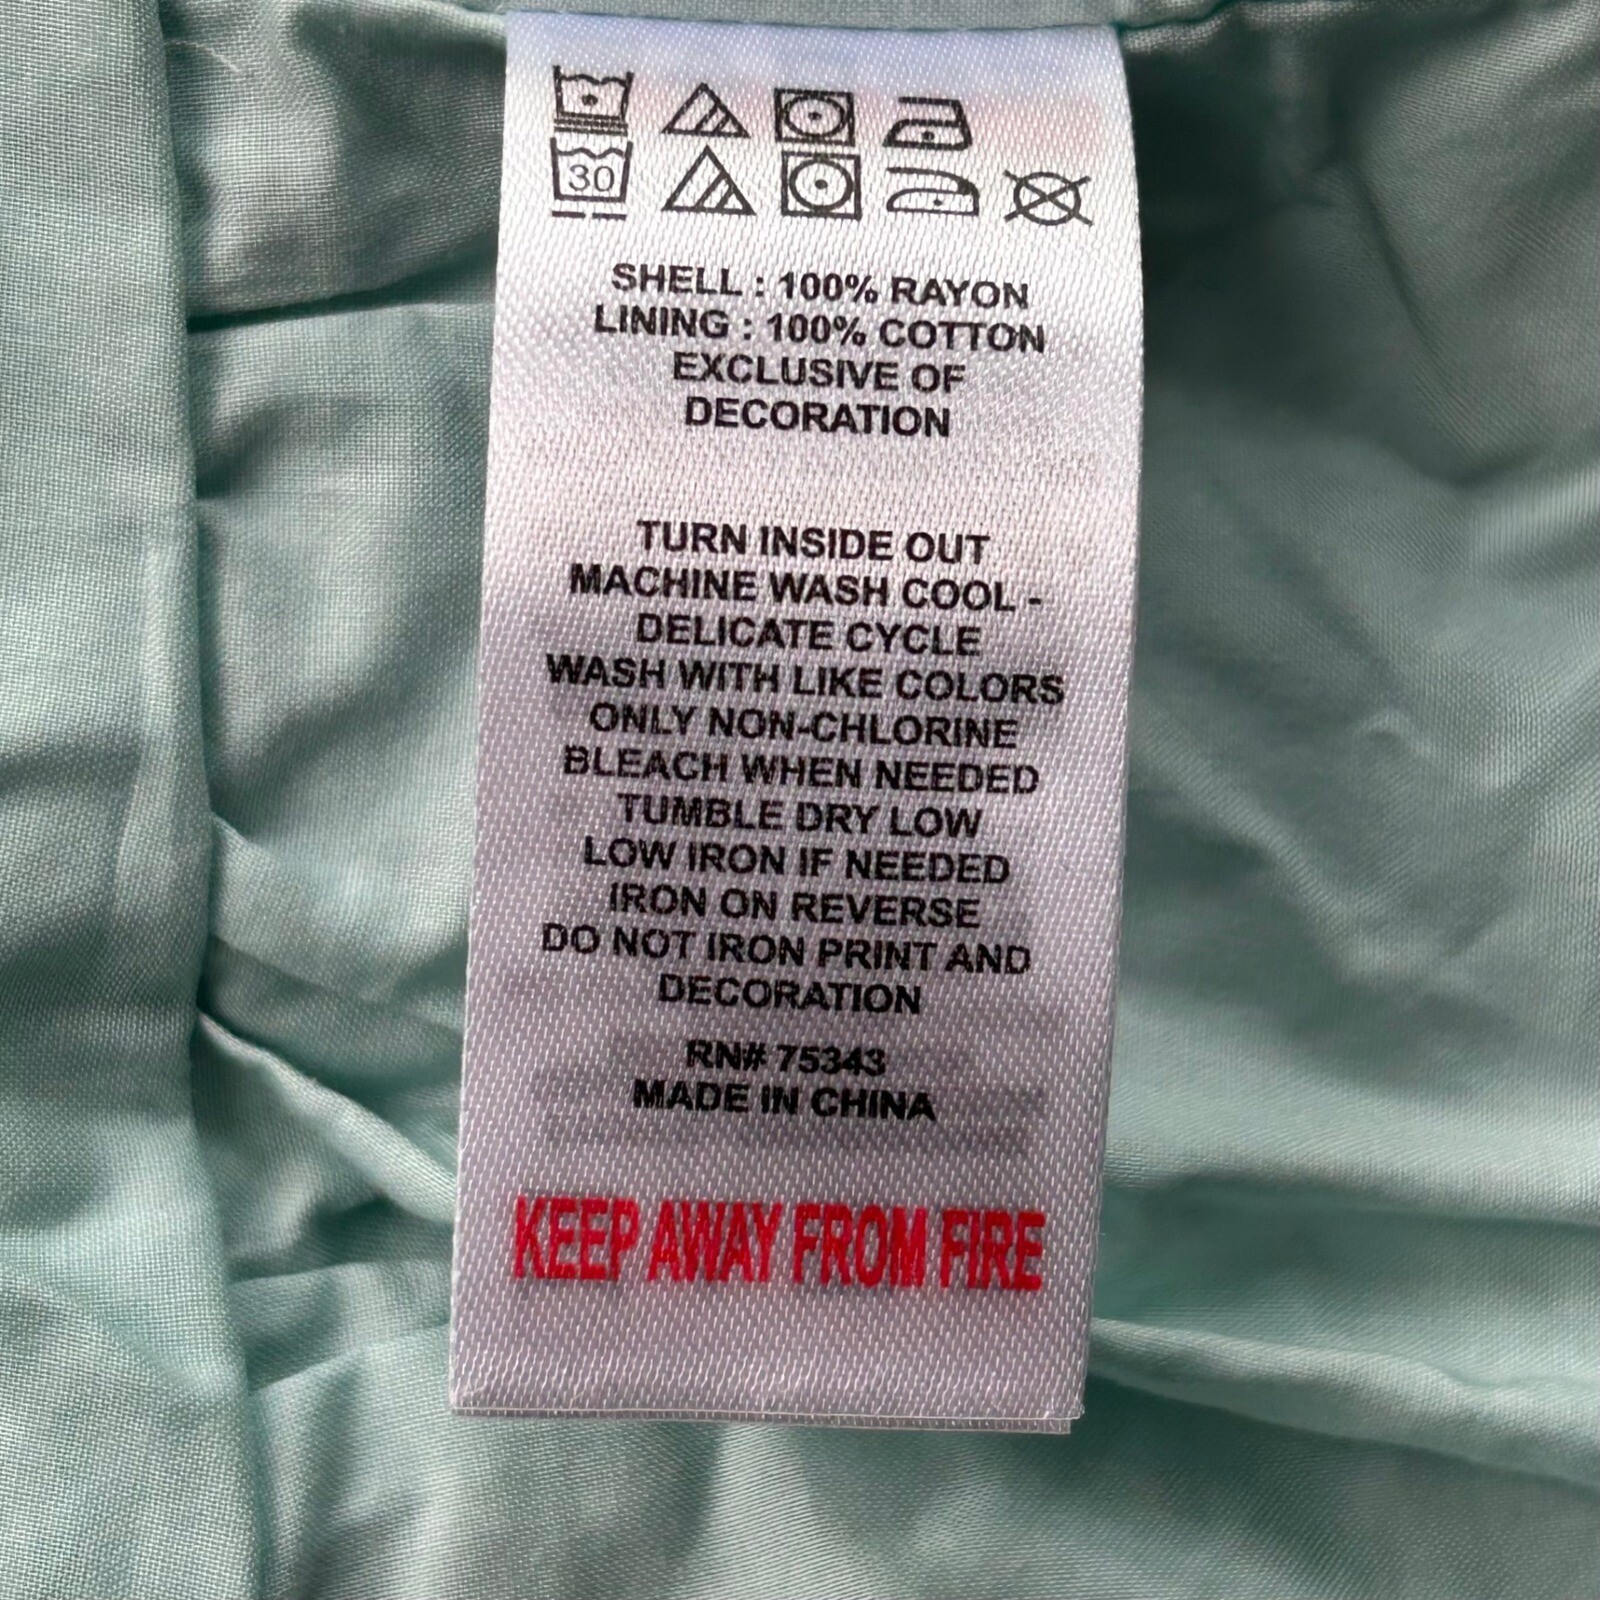 30
SHELL : 100% RAYON
LINING : 100% COTTON
EXCLUSIVE OF
DECORATION
TURN INSIDE OUT
MACHINE WASH COOL -
DELICATE CYCLE
WASH WITH LIKE COLORS
ONLY NON-CHLORINE
BLEACH WHEN NEEDED
TUMBLE DRY LOW
LOW IRON IF NEEDED
IRON ON REVERSE
DO NOT IRON PRINT AND
DECORATION
RN# 75343
MADE IN CHINA
KEEP AWAY FROM FIRE